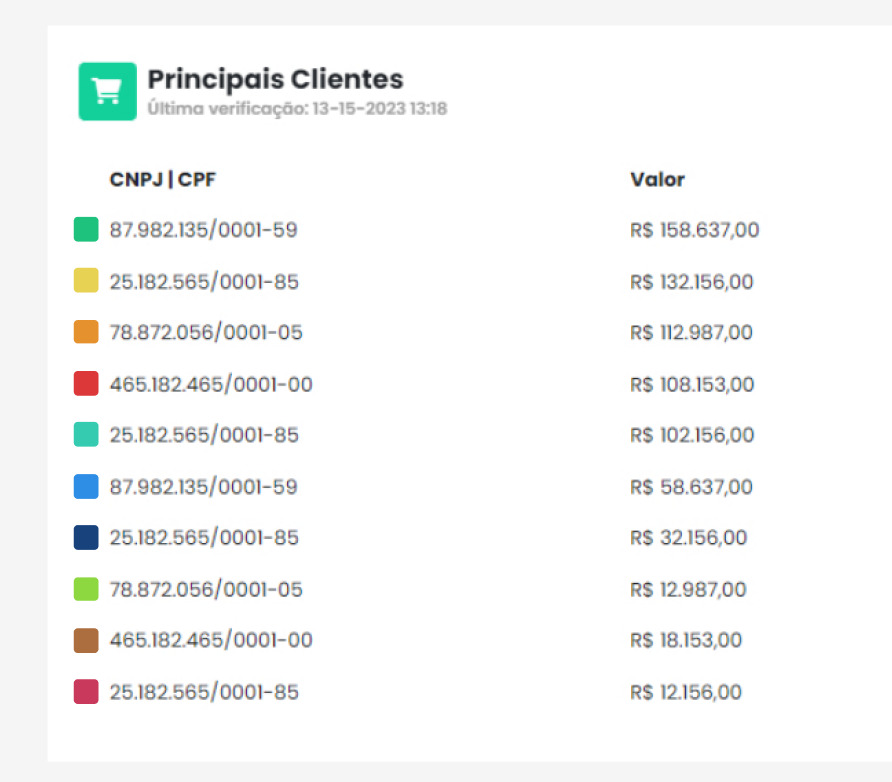 Principais Clientes
Última verificação: 13-15-2023 13:18
CNPJ | CPF Valor
87.982.135/0001-59 R$ 158.637,00
25.182.565/0001-85 R$ 132.156,00
78.872.056/0001-05 R$ 112.987,00
465.182.465/0001-00 R$ 108.153,00
25.182.565/0001-85 R$ 102.156,00
87.982.135/0001-59 R$ 58.637,00
25.182.565/0001-85 R$ 32.156,00
78.872.056/0001-05 R$ 12.987,00
465.182.465/0001-00 R$ 18.153,00
25.182.565/0001-85 R$ 12.156,00